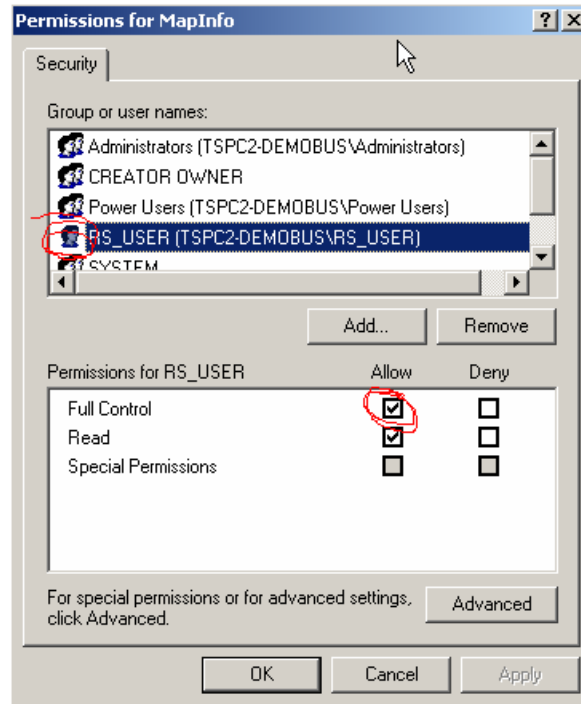 Permissions for MapInfo
Security
Group or user names:
Administrators (TSPC2-DEMOBUS\Administrators)
CREATOR OWNER
Power Users (TSPC2-DEMOBUS\Power Users)
RS_USER (TSPC2-DEMOBUS\RS_USER)
SYSTEM
Add... Remove
Permissions for RS_USER Allow Deny
Full Control
Read
Special Permissions
For special permissions or for advanced settings,
click Advanced.
Advanced
OK Cancel Apply